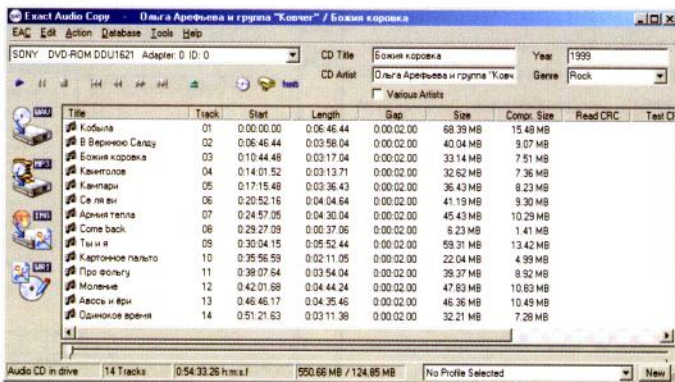 Exact Audio Copy - Ольга Арефьева и группа "Ковчег" / Божия коровка
EAC Edit Action Database Tools Help
SONY DVD-ROM DDU1621 Adapter: 0 ID: 0
CD Title Божия коровка Year 1999
CD Artist Ольга Арефьева и группа "Ковч Genre Rock
Various Artists
freedb
WAV
MP3
IMG
WRI
Title Track Start Length Gap Size Compr. Size Read CRC Test CF
Кобыла 01 0:00:00.00 0:06:46.44 0:00:02.00 68.39 MB 15.48 MB
В Верхнюю Салду 02 0:06:46.44 0:03:58.04 0:00:02.00 40.04 MB 9.07 MB
Божия коровка 03 0:10:44.48 0:03:17.04 0:00:02.00 33.14 MB 7.51 MB
Квинтолов 04 0:14:01.52 0:03:13.71 0:00:02.00 32.62 MB 7.36 MB
Кампари 05 0:17:15.48 0:03:36.43 0:00:02.00 36.43 MB 8.23 MB
Се ля ви 06 0:20:52.16 0:04:04.64 0:00:02.00 41.19 MB 9.30 MB
Армия тепла 07 0:24:57.05 0:04:30.04 0:00:02.00 45.43 MB 10.29 MB
Come back 08 0:29:27.09 0:00:37.06 0:00:02.00 6.23 MB 1.41 MB
Ты и я 09 0:30:04.15 0:05:52.44 0:00:02.00 59.31 MB 13.42 MB
Картонное пальто 10 0:35:56.59 0:02:11.05 0:00:02.00 22.04 MB 4.99 MB
Про фольгу 11 0:38:07.64 0:03:54.04 0:00:02.00 39.37 MB 8.92 MB
Моление 12 0:42:01.68 0:04:44.24 0:00:02.00 47.83 MB 10.83 MB
Авось и ёри 13 0:46:46.17 0:04:35.46 0:00:02.00 46.36 MB 10.49 MB
Одинокое время 14 0:51:21.63 0:03:11.38 0:00:02.00 32.21 MB 7.28 MB
Audio CD in drive 14 Tracks 0:54:33.26 h:m:s.f 550.66 MB / 124.85 MB No Profile Selected New